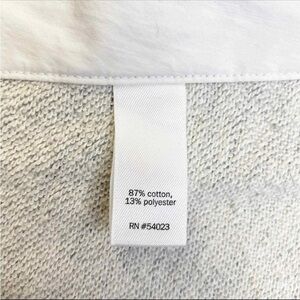 87% cotton,
13% polyester
RN #54023